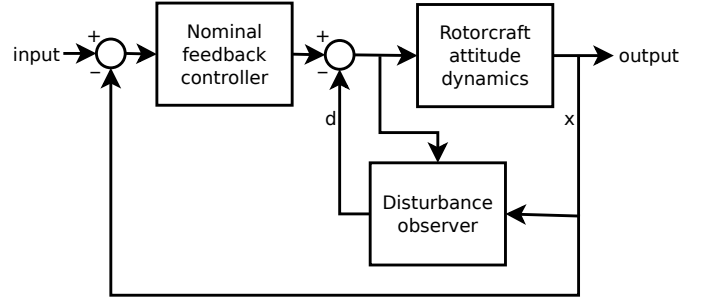 input
+
−
Nominal
feedback
controller
+
−
Rotorcraft
attitude
dynamics
output
d
x
Disturbance
observer